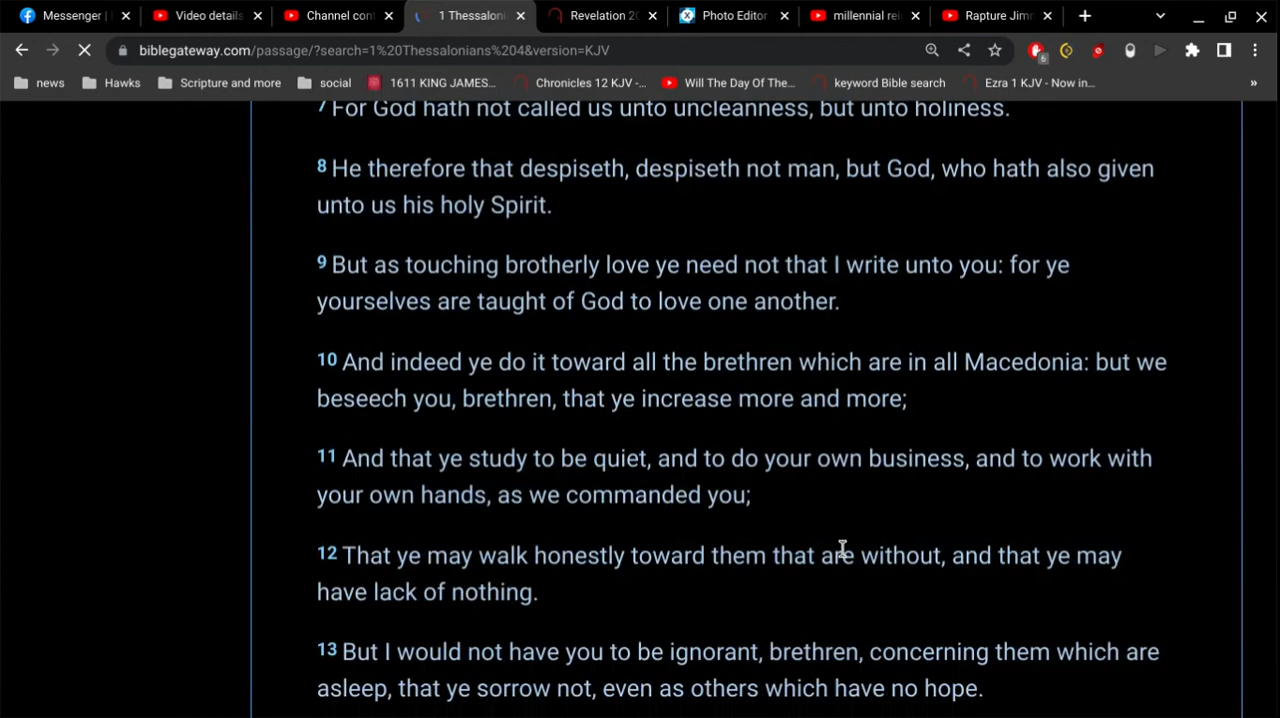 Messenger |
Video details
Channel con
1 Thessaloni
Revelation 20
Photo Editor
millennial rei
Rapture Jimm
biblegateway.com/passage/?search=1%20Thessalonians%204&version=KJV
6
news
Hawks
Scripture and more
social
1611 KING JAMES...
Chronicles 12 KJV -...
Will The Day Of The...
keyword Bible search
Ezra 1 KJV - Now in...
»
7 For God hath not called us unto uncleanness, but unto holiness.
8 He therefore that despiseth, despiseth not man, but God, who hath also given
unto us his holy Spirit.
9 But as touching brotherly love ye need not that I write unto you: for ye
yourselves are taught of God to love one another.
10 And indeed ye do it toward all the brethren which are in all Macedonia: but we
beseech you, brethren, that ye increase more and more;
11 And that ye study to be quiet, and to do your own business, and to work with
your own hands, as we commanded you;
12 That ye may walk honestly toward them that are without, and that ye may
have lack of nothing.
13 But I would not have you to be ignorant, brethren, concerning them which are
asleep, that ye sorrow not, even as others which have no hope.